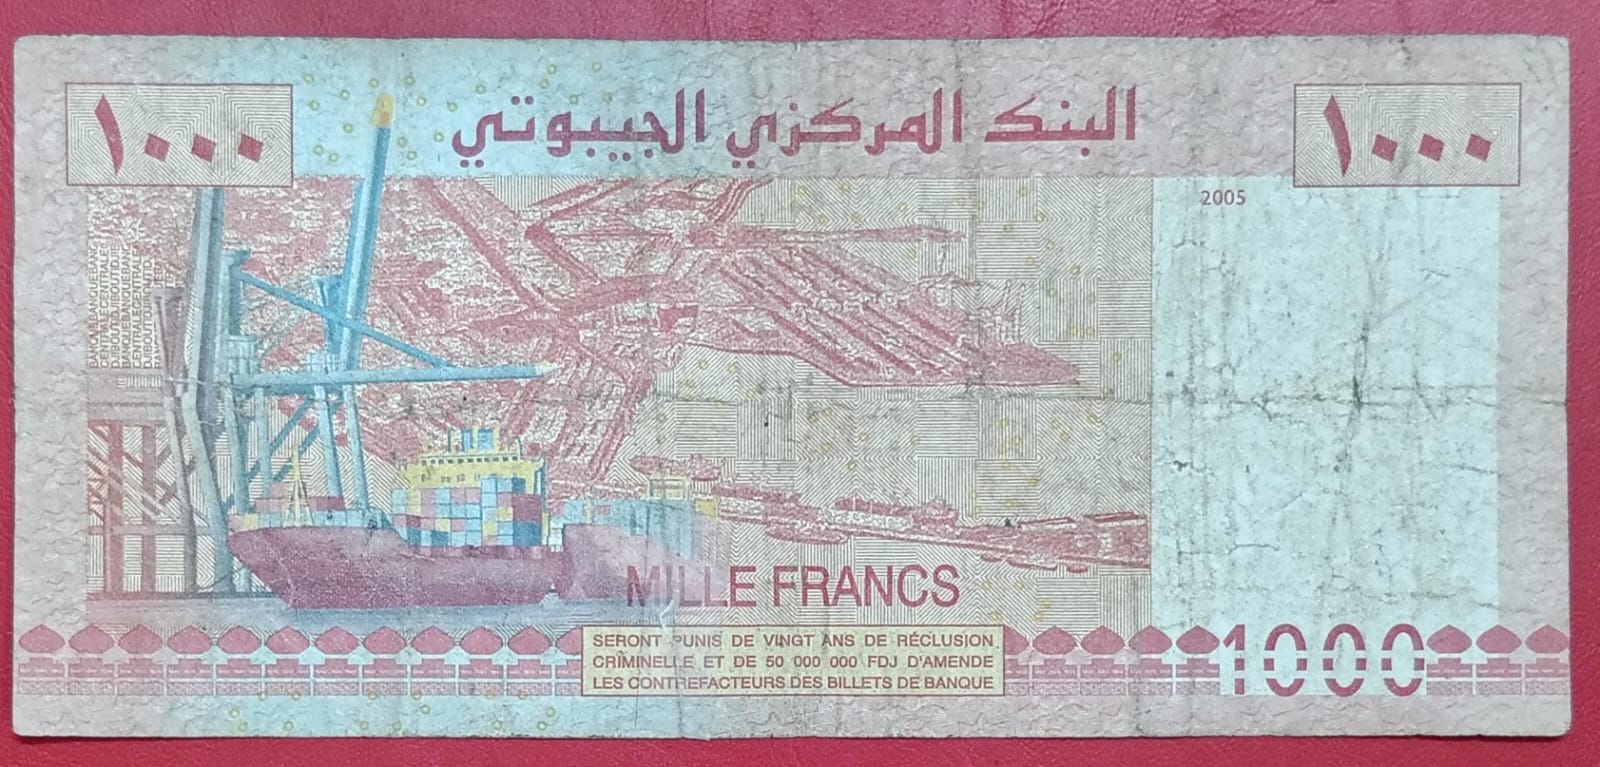 ١٠٠٠
البنك المركزي الجيبوتي
١٠٠٠
2005
MILLE FRANCS
SERONT PUNIS DE VINGT ANS DE RÉCLUSION
CRIMINELLE ET DE 50 000 000 FDJ D'AMENDE
LES CONTREFACTEURS DES BILLETS DE BANQUE
1000